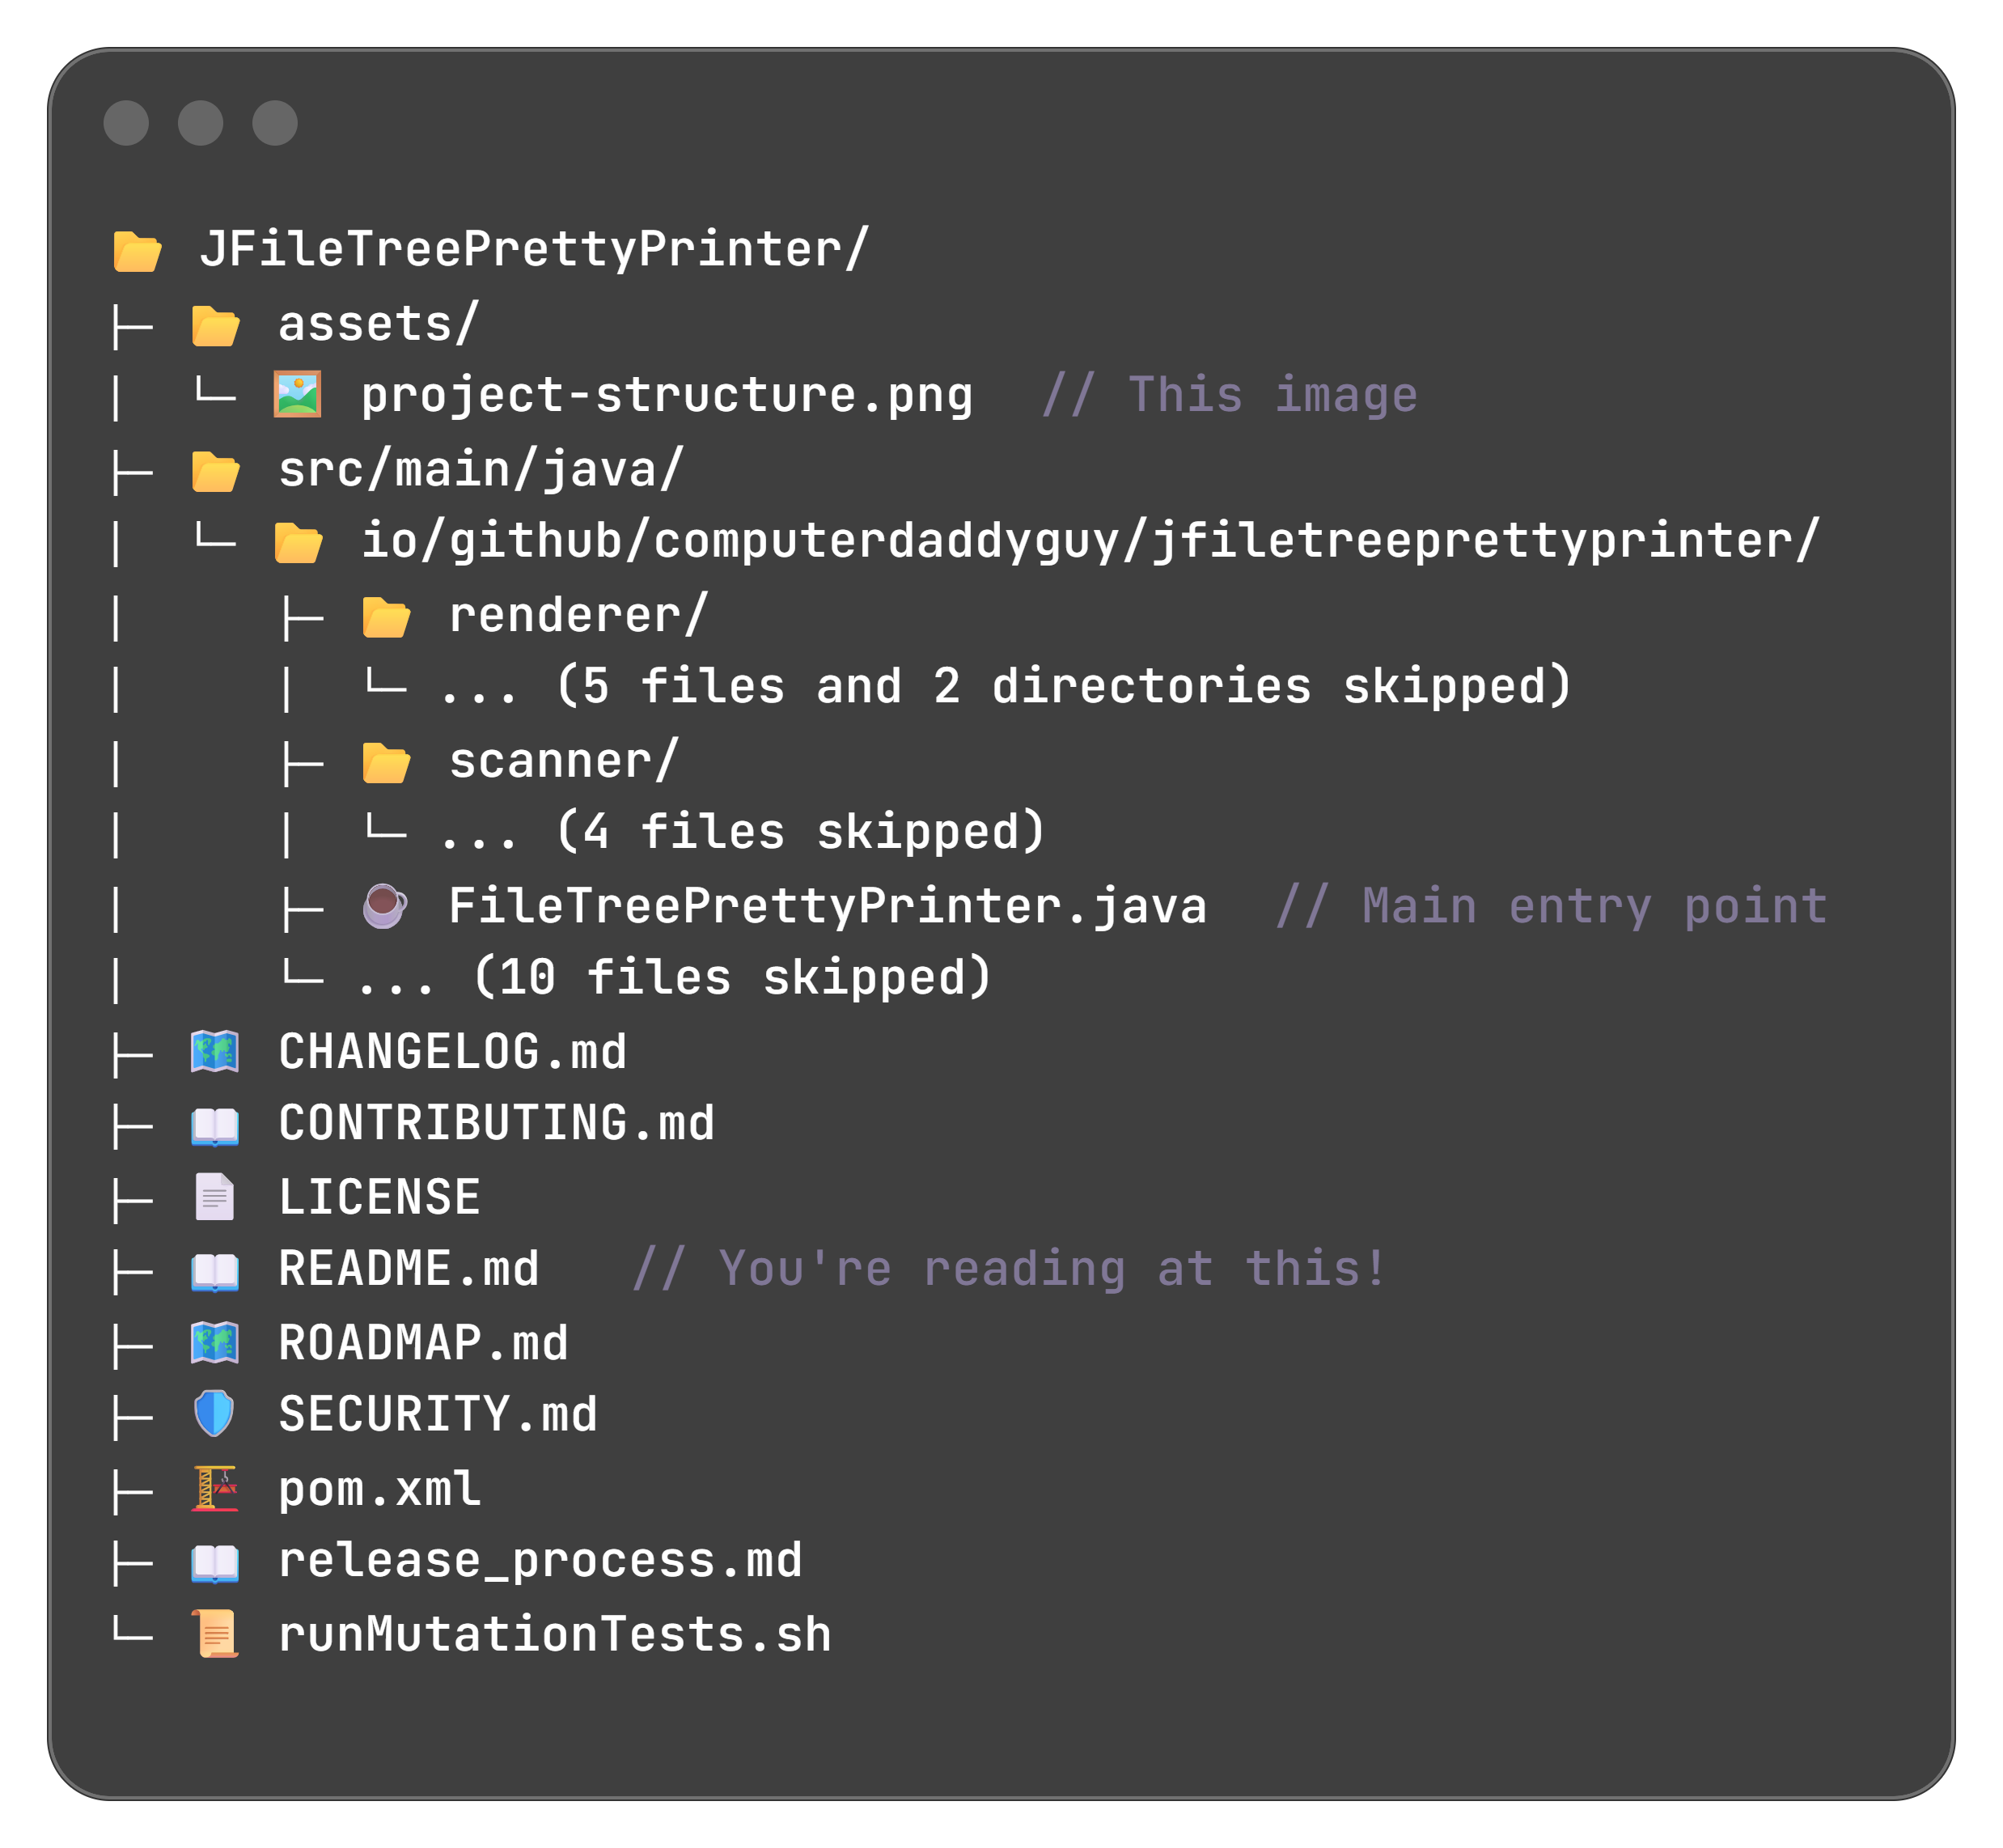 JFileTreePrettyPrinter/
├─ assets/
│  └─ project-structure.png  // This image
├─ src/main/java/
│  └─ io/github/computerdaddyguy/jfiletreeprettyprinter/
│     ├─ renderer/
│     │  └─ ... (5 files and 2 directories skipped)
│     ├─ scanner/
│     │  └─ ... (4 files skipped)
│     ├─ FileTreePrettyPrinter.java  // Main entry point
│     └─ ... (10 files skipped)
├─ CHANGELOG.md
├─ CONTRIBUTING.md
├─ LICENSE
├─ README.md   // You're reading at this!
├─ ROADMAP.md
├─ SECURITY.md
├─ pom.xml
├─ release_process.md
└─ runMutationTests.sh